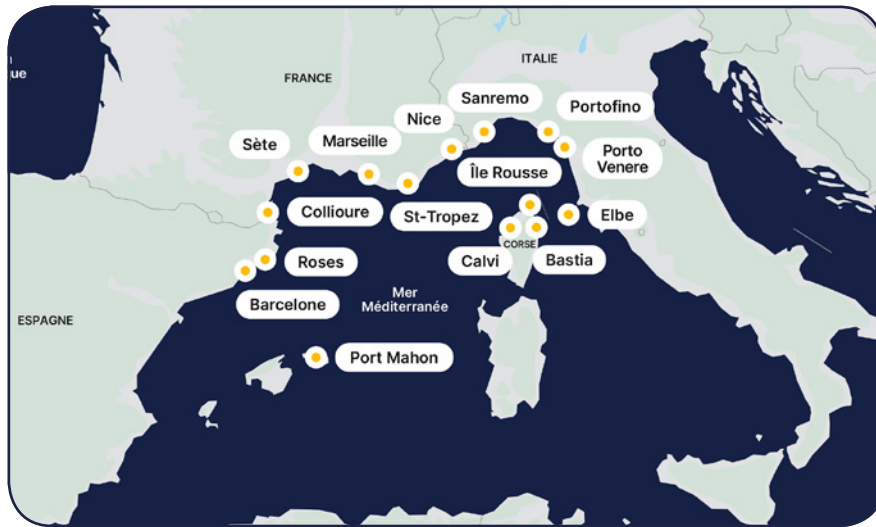 que
ITALIE
FRANCE
Sanremo
Portofino
Nice
Marseille
Sète
Porto
Venere
Île Rousse
Collioure
St-Tropez
Elbe
CORSE
Roses
Calvi
Bastia
Barcelone
Mer
Méditerranée
ESPAGNE
Port Mahon